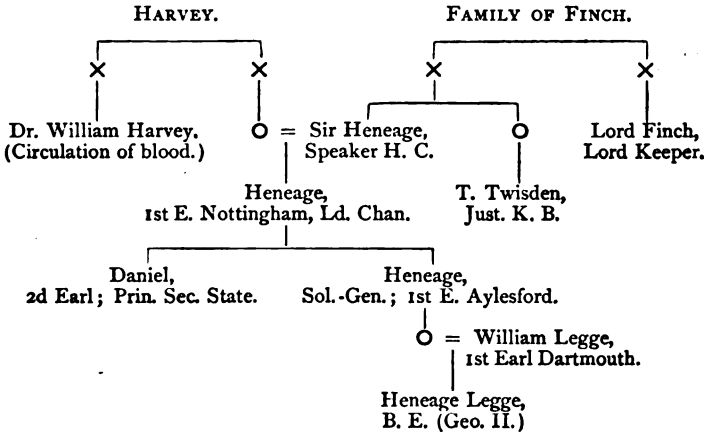 HARVEY.
FAMILY OF FINCH.
Dr. William Harvey.
(Circulation of blood.)
= Sir Heneage,
Speaker H. C.
Lord Finch,
Lord Keeper.
Heneage,
1st E. Nottingham, Ld. Chan.
T. Twisden,
Just. K. B.
Daniel,
2d Earl; Prin. Sec. State.
Heneage,
Sol.-Gen.; 1st E. Aylesford.
= William Legge,
1st Earl Dartmouth.
Heneage Legge,
B. E. (Geo. II.)